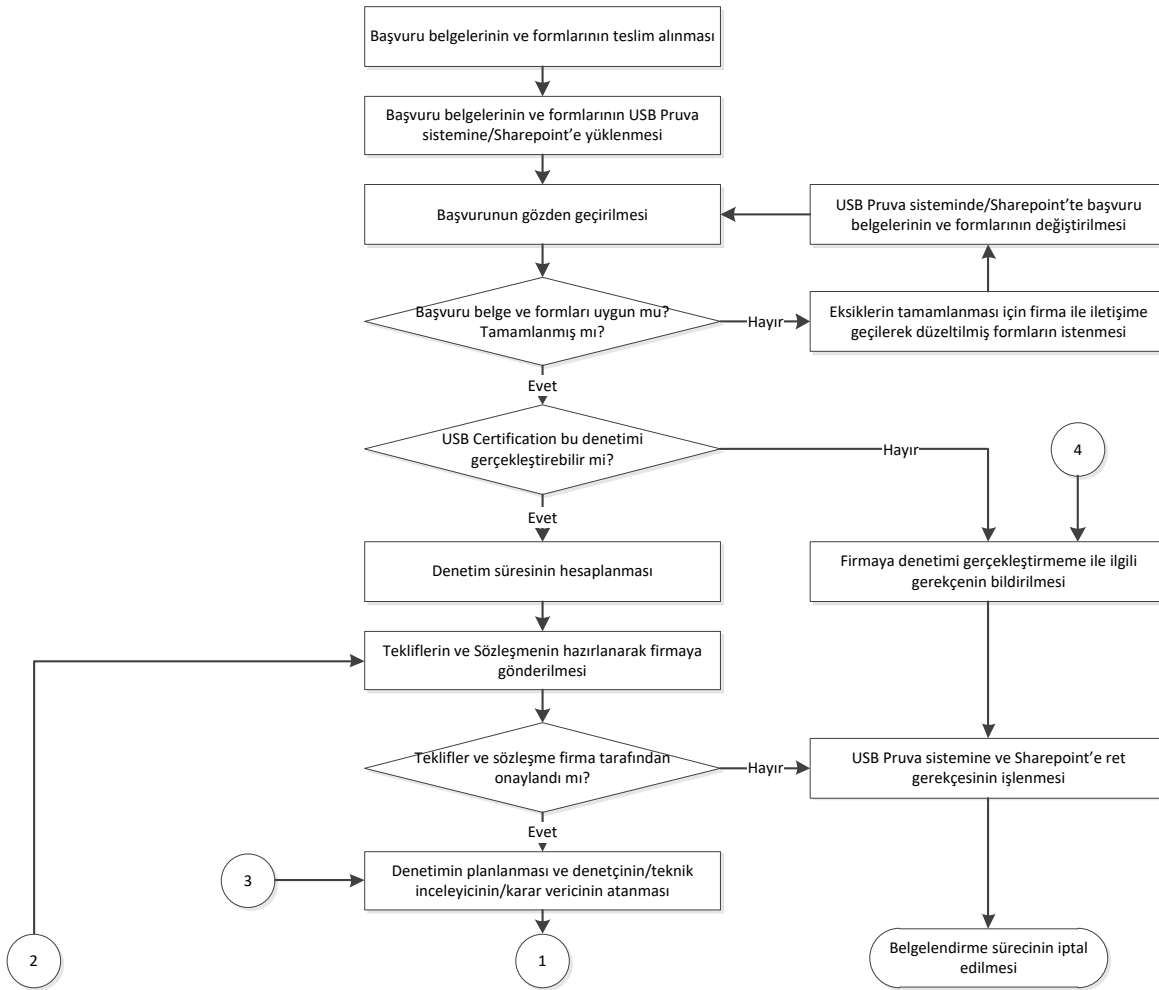 Başvuru belgelerinin ve formlarının teslim alınması
Başvuru belgelerinin ve formlarının USB Pruva
sistemine/Sharepoint’e yüklenmesi
Başvurunun gözden geçirilmesi
USB Pruva sisteminde/Sharepoint’te başvuru
belgelerinin ve formlarının değiştirilmesi
Başvuru belge ve formları uygun mu?
Tamamlanmış mı?
Hayır
Eksiklerin tamamlanması için firma ile iletişime
geçilerek düzeltilmiş formların istenmesi
Evet
USB Certification bu denetimi
gerçekleştirebilir mi?
Hayır
4
Evet
Denetim süresinin hesaplanması
Firmaya denetimi gerçekleştirmeme ile ilgili
gerekçenin bildirilmesi
Tekliflerin ve Sözleşmenin hazırlanarak firmaya
gönderilmesi
Teklifler ve sözleşme firma tarafından
onaylandı mı?
Hayır
USB Pruva sistemine ve Sharepoint’e ret
gerekçesinin işlenmesi
Evet
3
Denetimin planlanması ve denetçinin/teknik
inceleyicinin/karar vericinin atanması
2
1
Belgelendirme sürecinin iptal
edilmesi